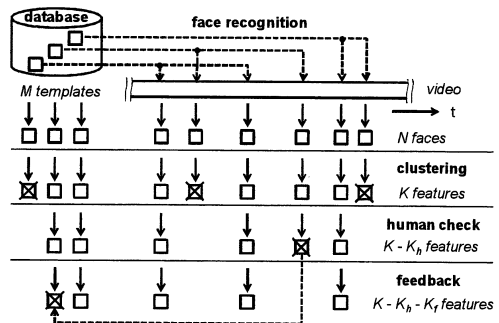 database
face recognition
M templates
video
t
N faces
clustering
K features
human check
K - Kh features
feedback
K - Kh - Kf features